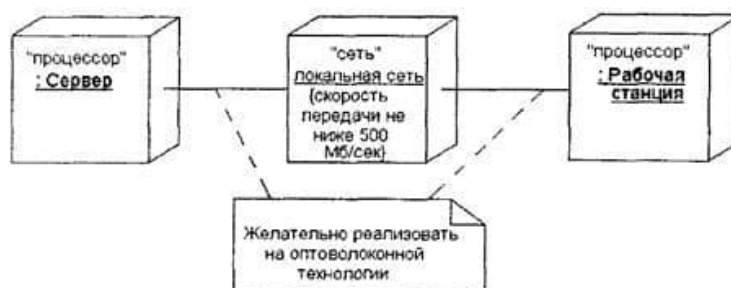 "процессор"
: Сервер
"сеть"
локальная сеть
{скорость
передачи не
ниже 500
Мб/сек}
"процессор"
: Рабочая
станция
Желательно реализовать
на оптоволоконной
технологии